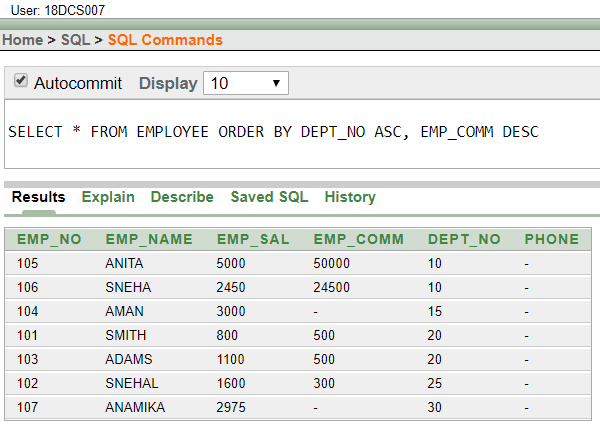 User: 18DCS007
Home > SQL > SQL Commands
Autocommit Display 10
SELECT * FROM EMPLOYEE ORDER BY DEPT_NO ASC, EMP_COMM DESC
Results Explain Describe Saved SQL History
EMP_NO EMP_NAME EMP_SAL EMP_COMM DEPT_NO PHONE
105 ANITA 5000 50000 10 -
106 SNEHA 2450 24500 10 -
104 AMAN 3000 - 15 -
101 SMITH 800 500 20 -
103 ADAMS 1100 500 20 -
102 SNEHAL 1600 300 25 -
107 ANAMIKA 2975 - 30 -